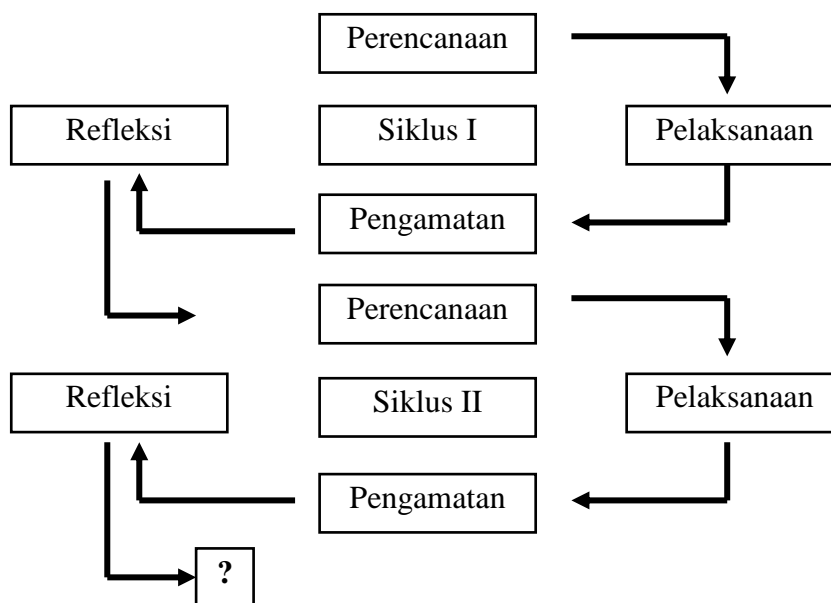 Perencanaan
Refleksi
Siklus I
Pelaksanaan
Pengamatan
Perencanaan
Refleksi
Siklus II
Pelaksanaan
Pengamatan
?